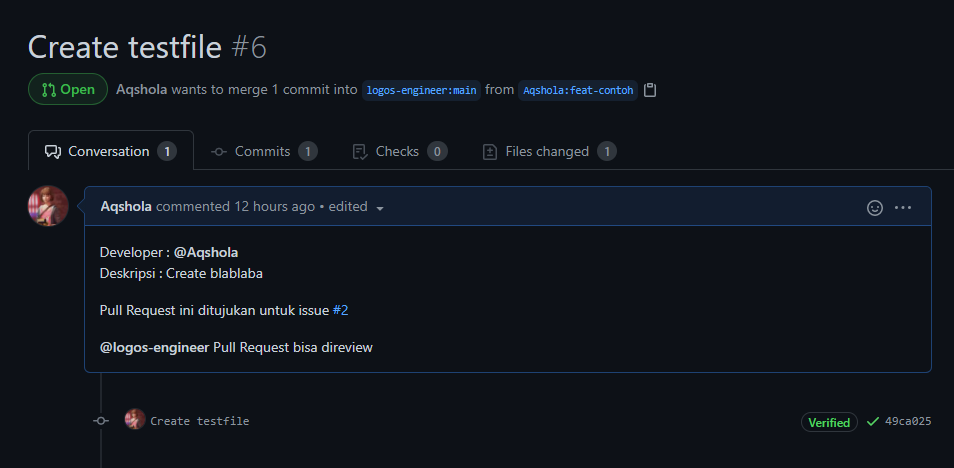 Create testfile #6
Open Aqshola wants to merge 1 commit into logos-engineer:main from Aqshola:feat-contoh
Conversation 1 Commits 1 Checks 0 Files changed 1
Aqshola commented 12 hours ago • edited
Developer : @Aqshola
Deskripsi : Create blablaba
Pull Request ini ditujukan untuk issue #2
@logos-engineer Pull Request bisa direview
Create testfile Verified 49ca025